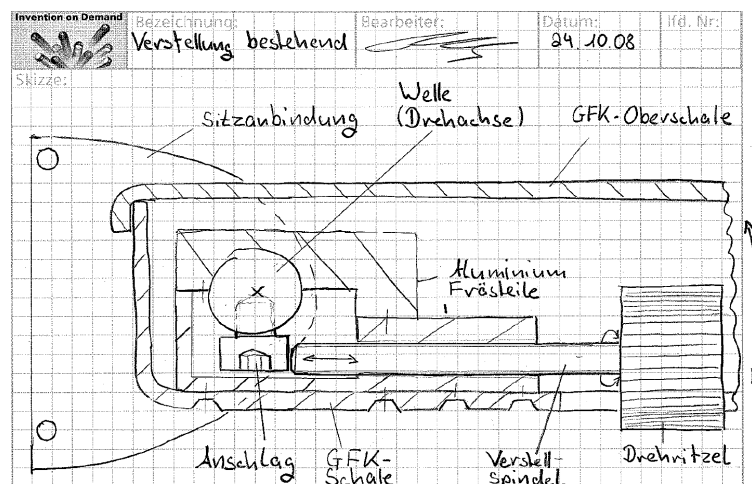 Invention on Demand
Bezeichnung:
Verstellung bestehend
Bearbeiter:
Datum:
24.10.08
lfd. Nr:
Skizze:
Sitzanbindung
Welle
(Drehachse)
GFK-Oberschale
Aluminium
Frästeile
Anschlag
GFK-
Schale
Verstell-
spindel
Drehritzel